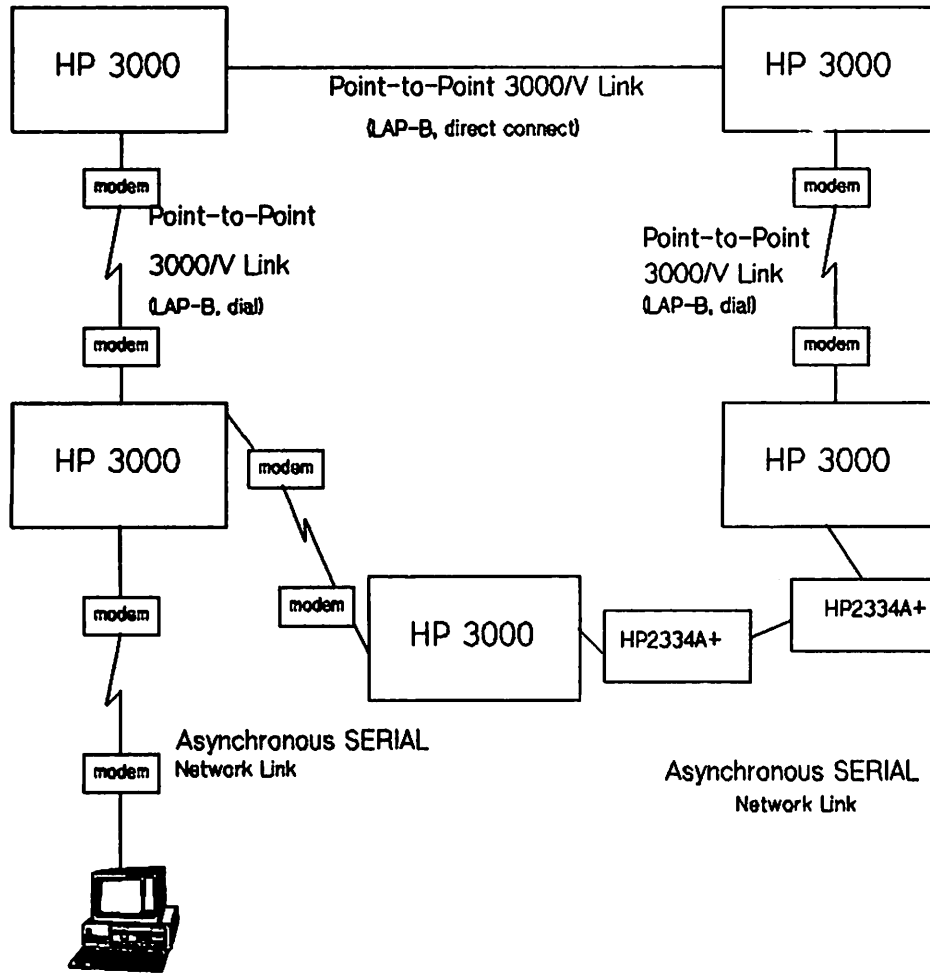 HP 3000
HP 3000
Point-to-Point 3000/V Link
(LAP-B, direct connect)
modem
modem
Point-to-Point
3000/V Link
(LAP-B, dial)
Point-to-Point
3000/V Link
(LAP-B, dial)
modem
modem
HP 3000
HP 3000
modem
modem
modem
HP 3000
HP2334A+
HP2334A+
Asynchronous SERIAL
Network Link
modem
Asynchronous SERIAL
Network Link